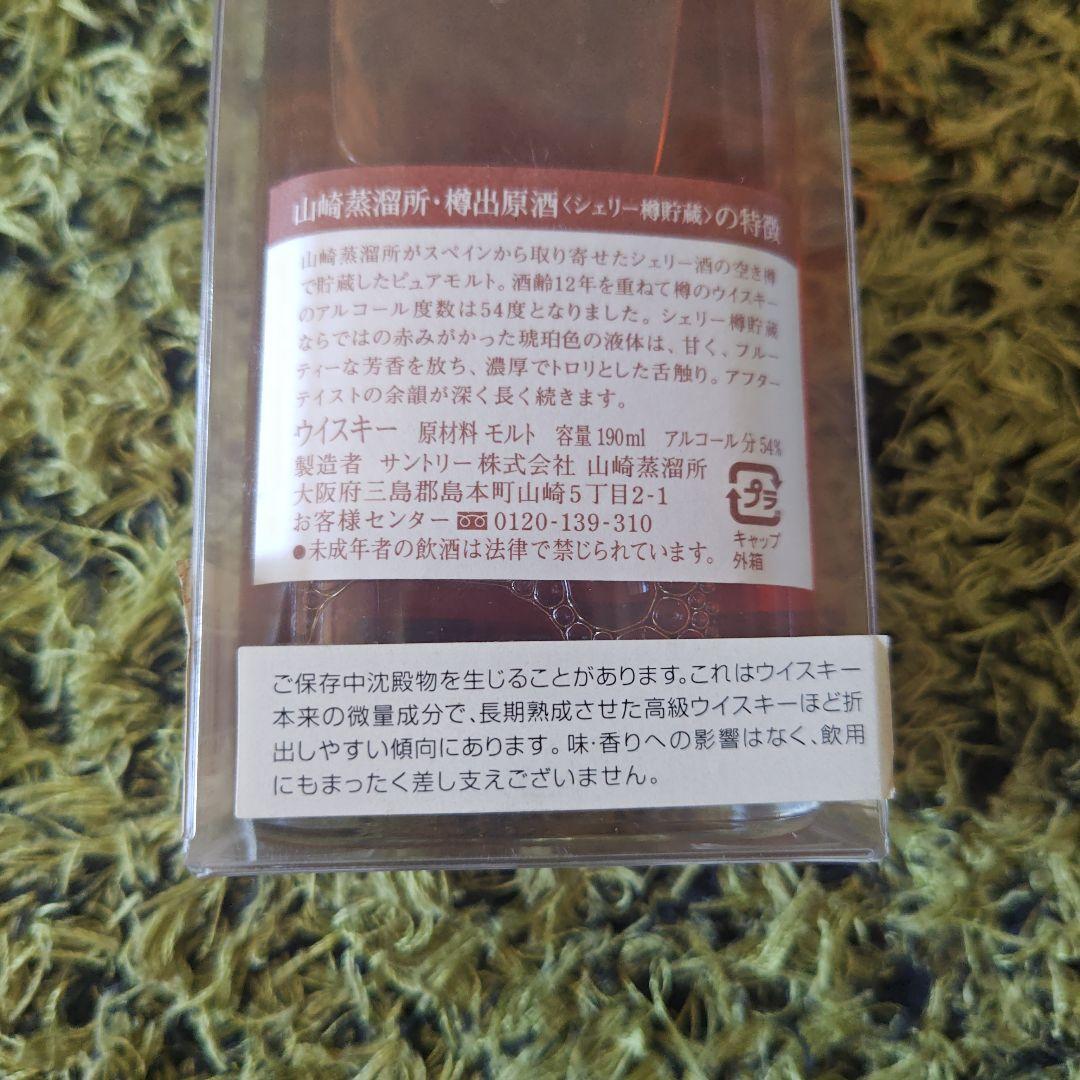 山崎蒸溜所・樽出原酒〈シェリー樽貯蔵〉の特徴
山崎蒸溜所がスペインから取り寄せたシェリー酒の空き樽
で貯蔵したピュアモルト。酒齢12年を重ねて樽のウイスキー
のアルコール度数は54度となりました。シェリー樽貯蔵
ならではの赤みがかった琥珀色の液体は、甘く、フルー
ティーな芳香を放ち、濃厚でトロリとした舌触り。アフター
テイストの余韻が深く長く続きます。
ウイスキー 原材料 モルト 容量 190ml アルコール分 54%
製造者 サントリー株式会社 山崎蒸溜所
大阪府三島郡島本町山崎5丁目2-1
お客様センター 0120-139-310
●未成年者の飲酒は法律で禁じられています。
プラ
キャップ
外箱
ご保存中沈殿物を生じることがあります。これはウイスキー
本来の微量成分で、長期熟成させた高級ウイスキーほど折
出しやすい傾向にあります。味・香りへの影響はなく、飲用
にもまったく差し支えございません。